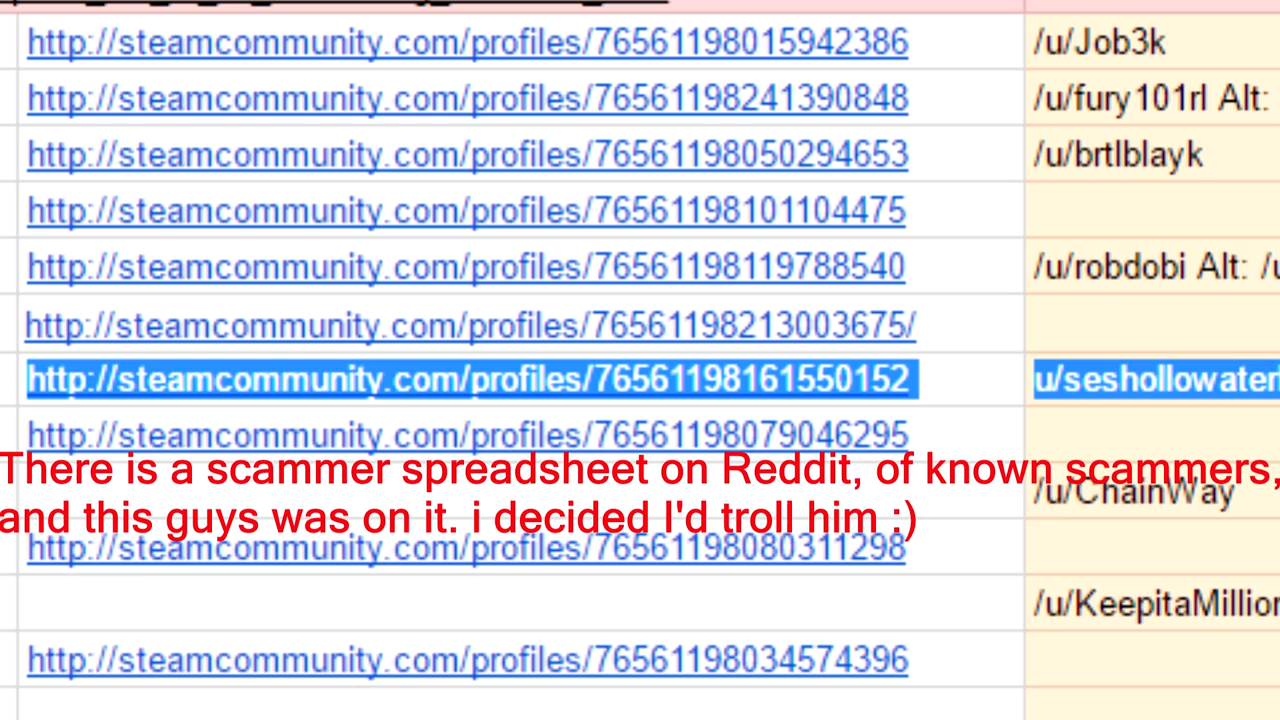 http://steamcommunity.com/profiles/76561198015942386 /u/Job3k
http://steamcommunity.com/profiles/76561198241390848 /u/fury101rl Alt:
http://steamcommunity.com/profiles/76561198050294653 /u/brtlblayk
http://steamcommunity.com/profiles/76561198101104475
http://steamcommunity.com/profiles/76561198119788540 /u/robdobi Alt: /u
http://steamcommunity.com/profiles/76561198213003675/
http://steamcommunity.com/profiles/76561198161550152 u/seshollowater
http://steamcommunity.com/profiles/76561198079046295
There is a scammer spreadsheet on Reddit, of known scammers,
/u/ChainWay
and this guys was on it. i decided I'd troll him :)
http://steamcommunity.com/profiles/76561198080311298
/u/KeepitaMillion
http://steamcommunity.com/profiles/76561198034574396